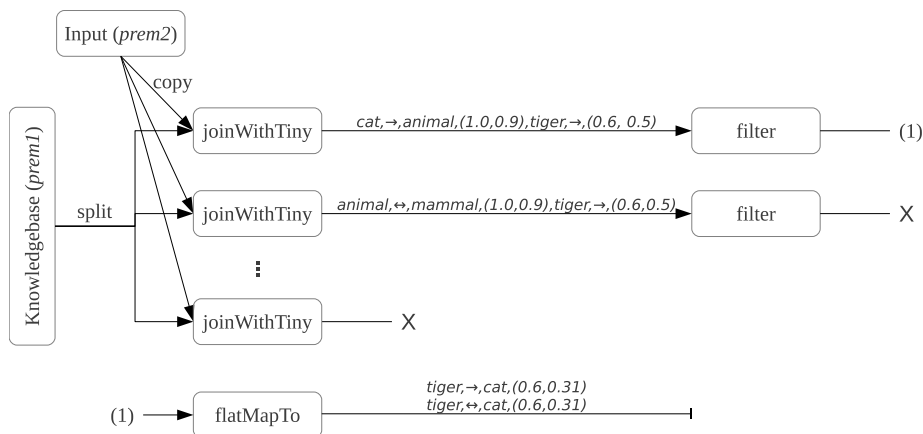 Input (prem2)
copy
Knowledgebase (prem1)
split
joinWithTiny
cat,→,animal,(1.0,0.9),tiger,→,(0.6, 0.5)
filter
(1)
joinWithTiny
animal,↔,mammal,(1.0,0.9),tiger,→,(0.6,0.5)
filter
X
⋮
joinWithTiny
X
(1)
flatMapTo
tiger,→,cat,(0.6,0.31)
tiger,↔,cat,(0.6,0.31)